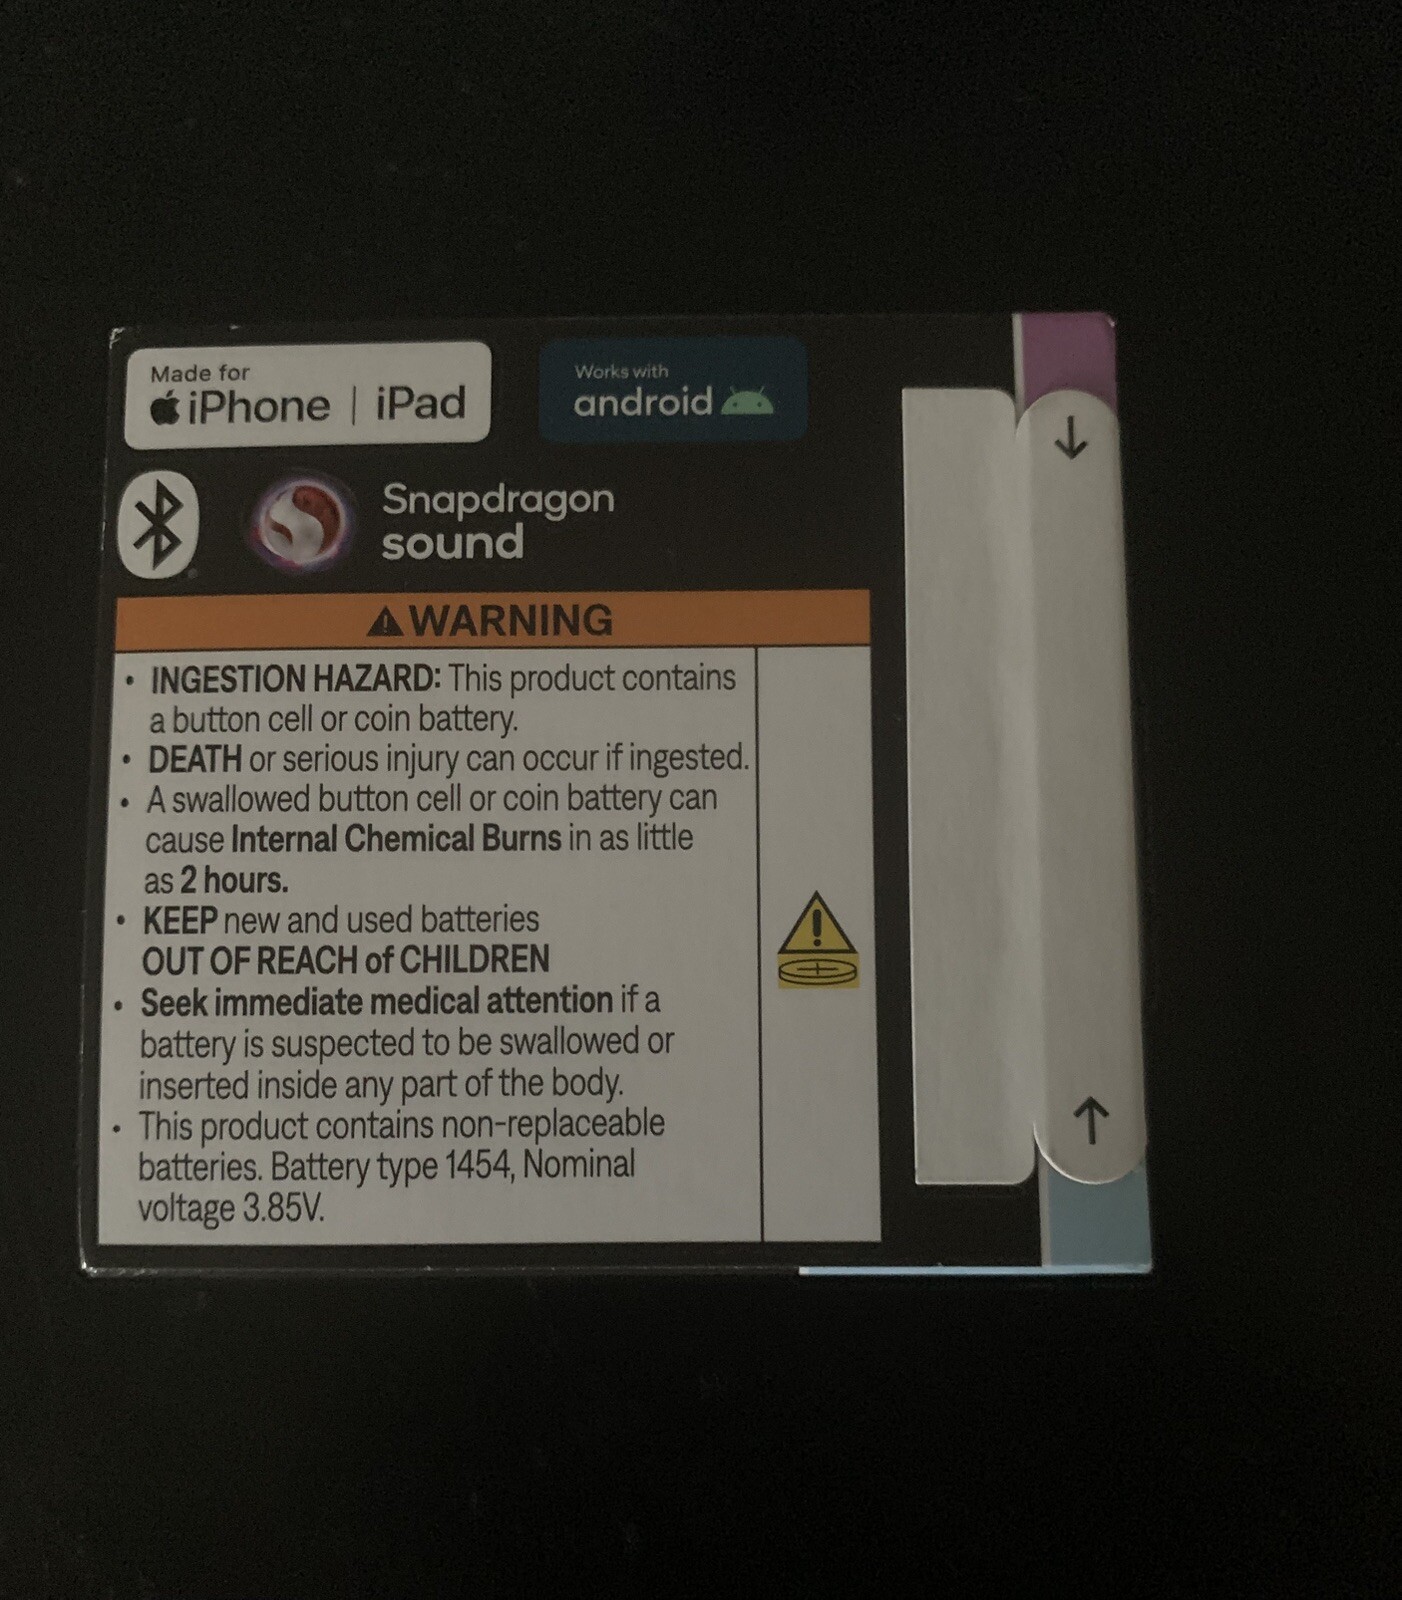 Made for
iPhone | iPad
Works with
android
Snapdragon
sound
WARNING
• INGESTION HAZARD: This product contains
a button cell or coin battery.
• DEATH or serious injury can occur if ingested.
• A swallowed button cell or coin battery can
cause Internal Chemical Burns in as little
as 2 hours.
• KEEP new and used batteries
OUT OF REACH of CHILDREN
• Seek immediate medical attention if a
battery is suspected to be swallowed or
inserted inside any part of the body.
• This product contains non-replaceable
batteries. Battery type 1454, Nominal
voltage 3.85V.